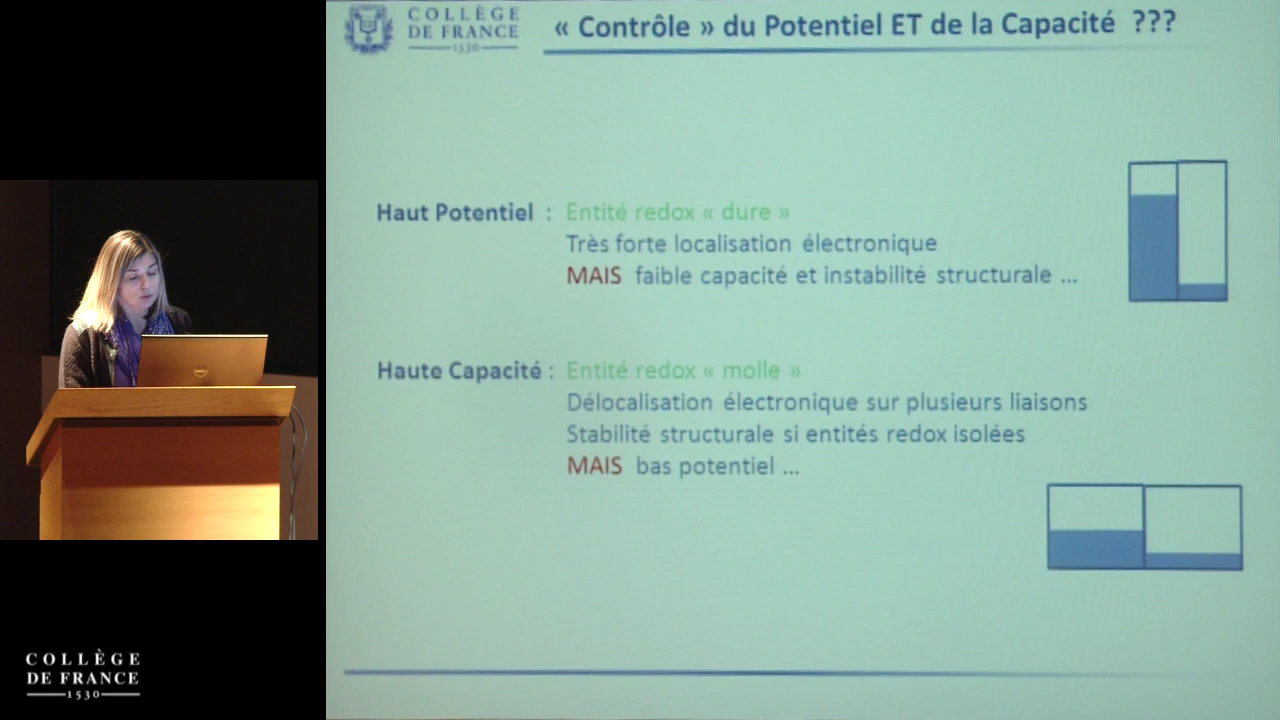 COLLÈGE
DE FRANCE
1530
« Contrôle » du Potentiel ET de la Capacité ???
Haut Potentiel : Entité redox « dure »
Très forte localisation électronique
MAIS faible capacité et instabilité structurale ...
Haute Capacité : Entité redox « molle »
Délocalisation électronique sur plusieurs liaisons
Stabilité structurale si entités redox isolées
MAIS bas potentiel ...
DELL
COLLÈGE
DE FRANCE
1530